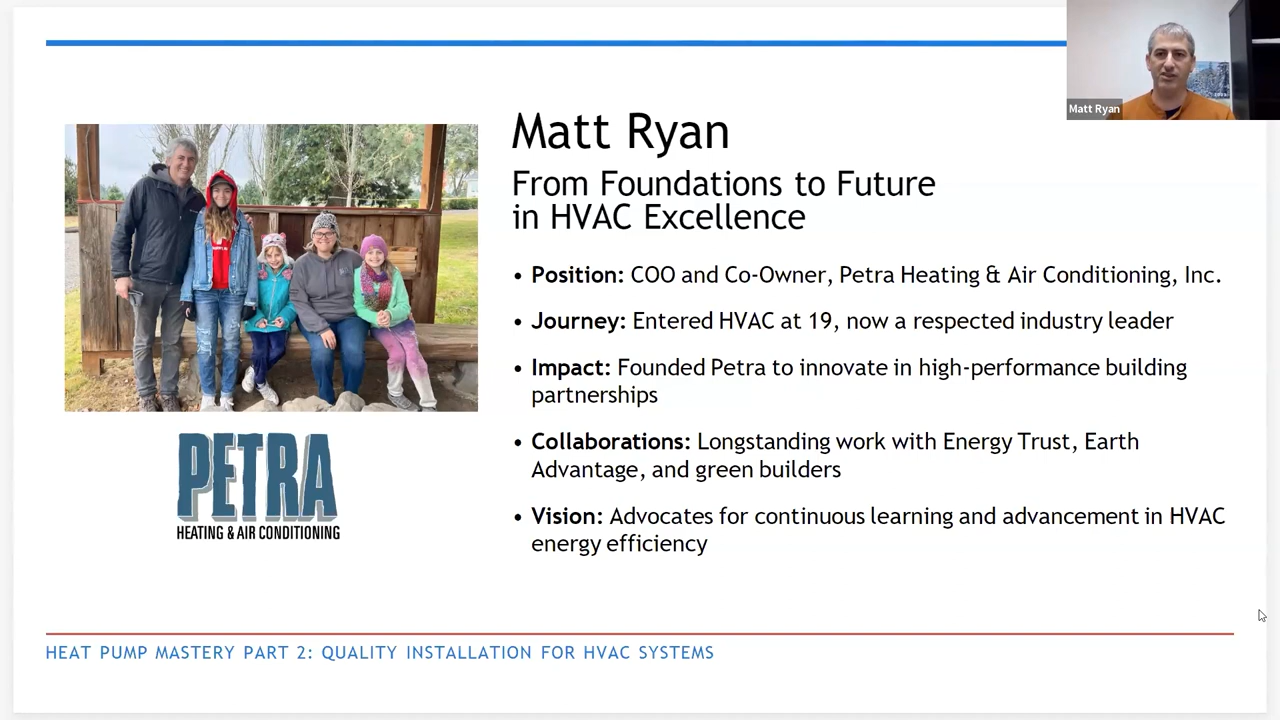 Matt Ryan
Matt Ryan
From Foundations to Future
in HVAC Excellence
• Position: COO and Co-Owner, Petra Heating & Air Conditioning, Inc.
• Journey: Entered HVAC at 19, now a respected industry leader
• Impact: Founded Petra to innovate in high-performance building
partnerships
• Collaborations: Longstanding work with Energy Trust, Earth
Advantage, and green builders
• Vision: Advocates for continuous learning and advancement in HVAC
energy efficiency
PETRA
HEATING & AIR CONDITIONING
HEAT PUMP MASTERY PART 2: QUALITY INSTALLATION FOR HVAC SYSTEMS